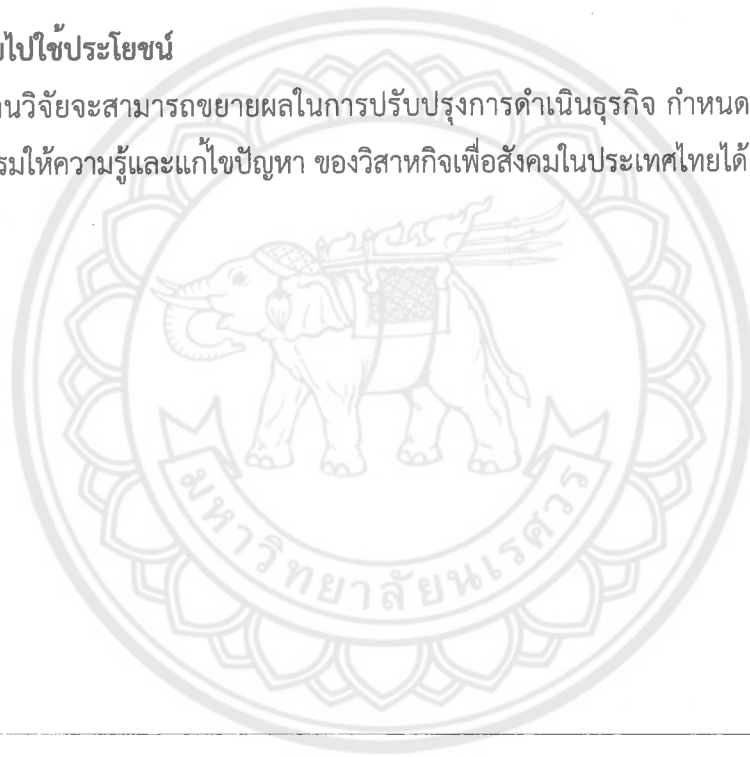 ไปใช้ประโยชน์
านวิจัยจะสามารถขยายผลในการปรับปรุงการดำเนินธุรกิจ กำหนด
รมให้ความรู้และแก้ไขปัญหา ของวิสาหกิจเพื่อสังคมในประเทศไทยได้
มหาวิทยาลัยนเรศวร